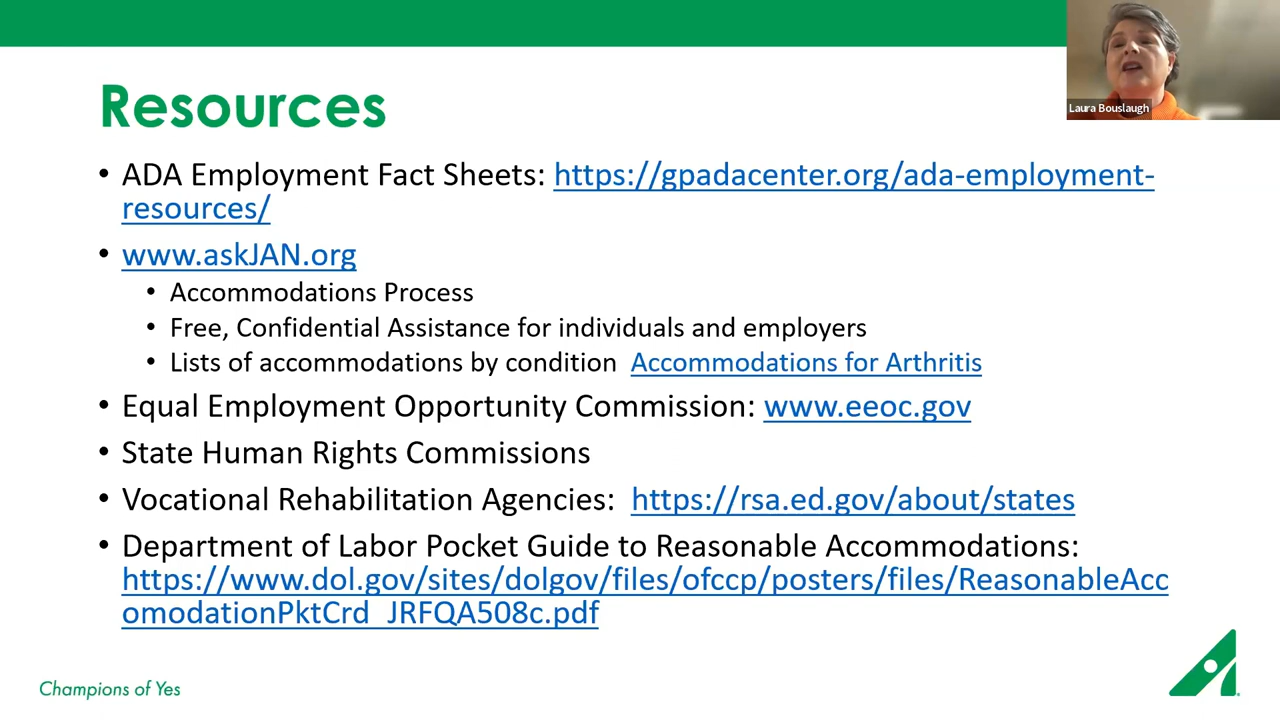 Laura Bouslaugh
Resources
• ADA Employment Fact Sheets: https://gpadacenter.org/ada-employment-
resources/
• www.askJAN.org
• Accommodations Process
• Free, Confidential Assistance for individuals and employers
• Lists of accommodations by condition Accommodations for Arthritis
• Equal Employment Opportunity Commission: www.eeoc.gov
• State Human Rights Commissions
• Vocational Rehabilitation Agencies: https://rsa.ed.gov/about/states
• Department of Labor Pocket Guide to Reasonable Accommodations:
https://www.dol.gov/sites/dolgov/files/ofccp/posters/files/ReasonableAcc
omodationPktCrd_JRFQA508c.pdf
Champions of Yes